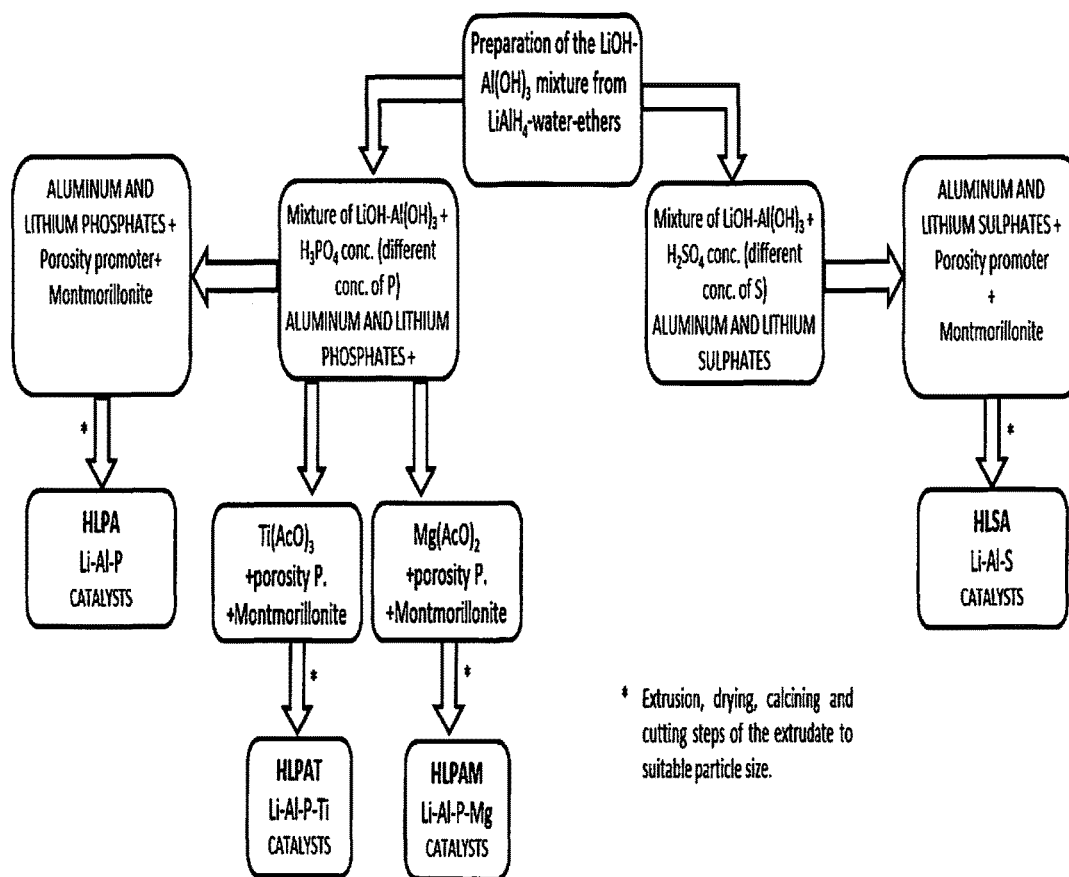 Preparation of the LiOH-
Al(OH)₃ mixture from
LiAlH₄-water-ethers
ALUMINUM AND
LITHIUM PHOSPHATES +
Porosity promoter+
Montmorillonite
Mixture of LiOH-Al(OH)₃ +
H₃PO₄ conc. (different
conc. of P)
ALUMINUM AND LITHIUM
PHOSPHATES +
Mixture of LiOH-Al(OH)₃ +
H₂SO₄ conc. (different
conc. of S)
ALUMINUM AND LITHIUM
SULPHATES
ALUMINUM AND
LITHIUM SULPHATES +
Porosity promoter
+
Montmorillonite
*
*
HLPA
Li-Al-P
CATALYSTS
Ti(AcO)₃
+porosity P.
+Montmorillonite
Mg(AcO)₂
+porosity P.
+Montmorillonite
HLSA
Li-Al-S
CATALYSTS
*
*
HLPAT
Li-Al-P-Ti
CATALYSTS
HLPAM
Li-Al-P-Mg
CATALYSTS
* Extrusion, drying, calcining and
cutting steps of the extrudate to
suitable particle size.